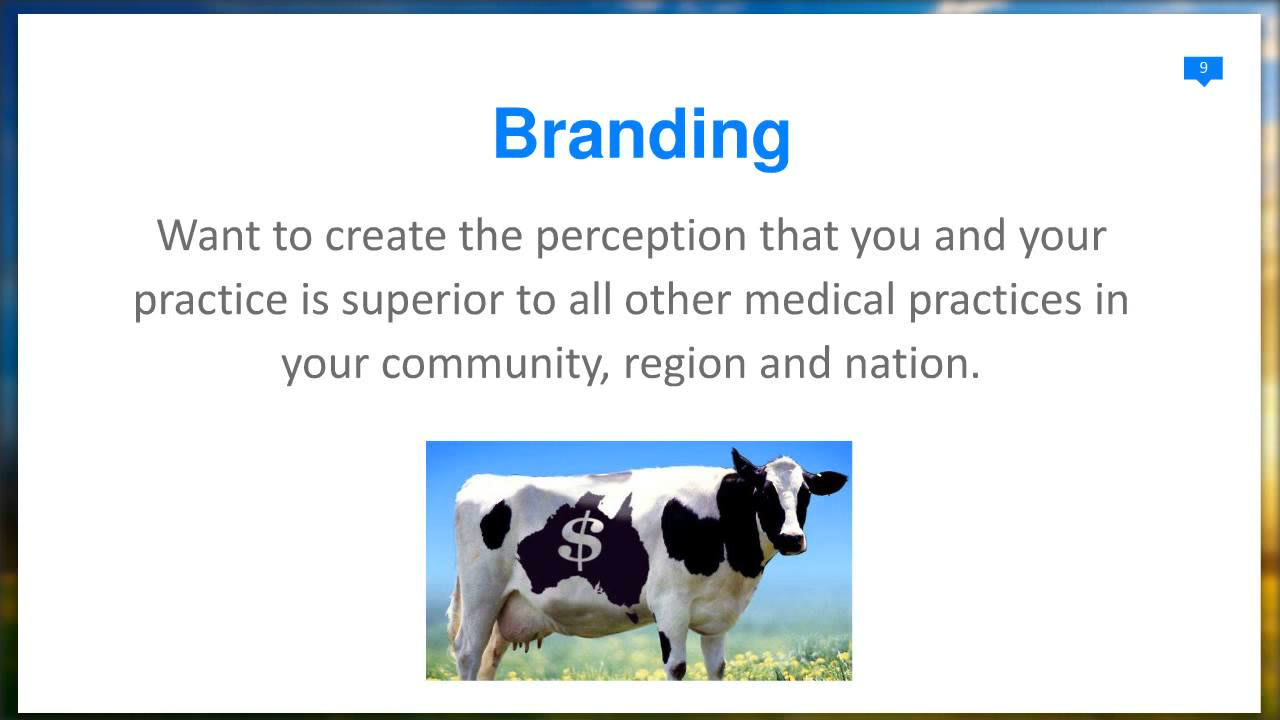 9
Branding
Want to create the perception that you and your
practice is superior to all other medical practices in
your community, region and nation.
$